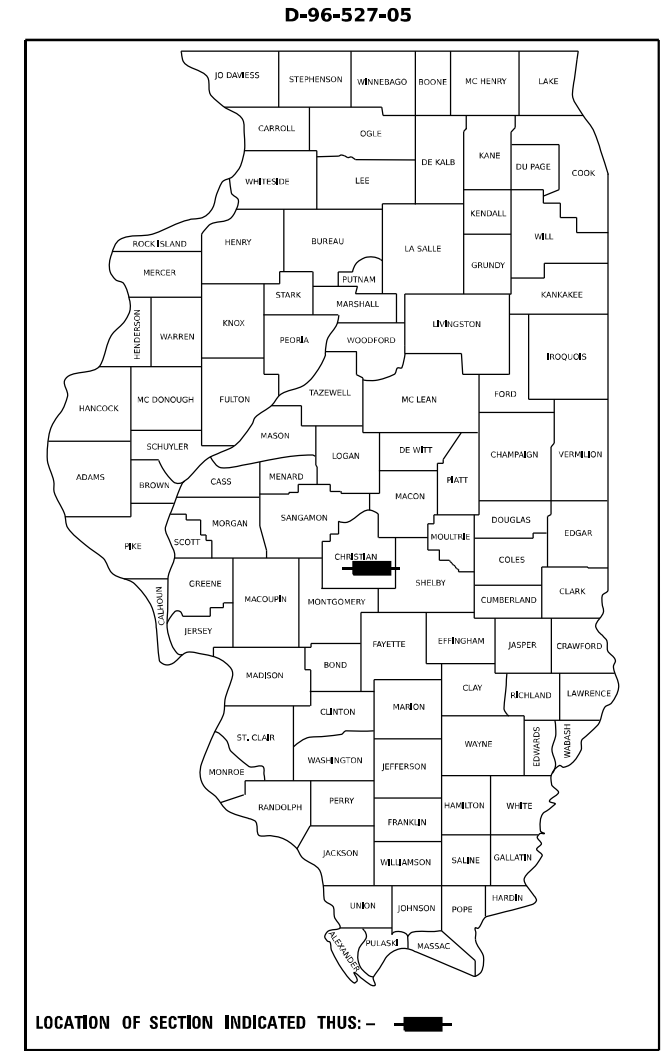 D-96-527-05
JO DAVIESS
STEPHENSON
WINNEBAGO
BOONE
MC HENRY
LAKE
CARROLL
OGLE
DE KALB
KANE
DU PAGE
COOK
WHITESIDE
LEE
KENDALL
ROCK ISLAND
HENRY
BUREAU
LA SALLE
WILL
GRUNDY
MERCER
PUTNAM
STARK
MARSHALL
KANKAKEE
HENDERSON
WARREN
KNOX
PEORIA
WOODFORD
LIVINGSTON
IROQUOIS
HANCOCK
MC DONOUGH
FULTON
TAZEWELL
MC LEAN
FORD
MASON
SCHUYLER
LOGAN
DE WITT
CHAMPAIGN
VERMILION
ADAMS
BROWN
CASS
MENARD
PIATT
MACON
PIKE
SCOTT
MORGAN
SANGAMON
MOULTRIE
DOUGLAS
EDGAR
CHRISTIAN
COLES
GREENE
CALHOUN
MACOUPIN
MONTGOMERY
SHELBY
CUMBERLAND
CLARK
JERSEY
FAYETTE
EFFINGHAM
JASPER
CRAWFORD
BOND
MADISON
CLAY
RICHLAND
LAWRENCE
CLINTON
MARION
ST. CLAIR
WAYNE
EDWARDS
WABASH
WASHINGTON
JEFFERSON
MONROE
RANDOLPH
PERRY
HAMILTON
WHITE
FRANKLIN
JACKSON
WILLIAMSON
SALINE
GALLATIN
UNION
JOHNSON
POPE
HARDIN
ALEXANDER
PULASKI
MASSAC
LOCATION OF SECTION INDICATED THUS: –